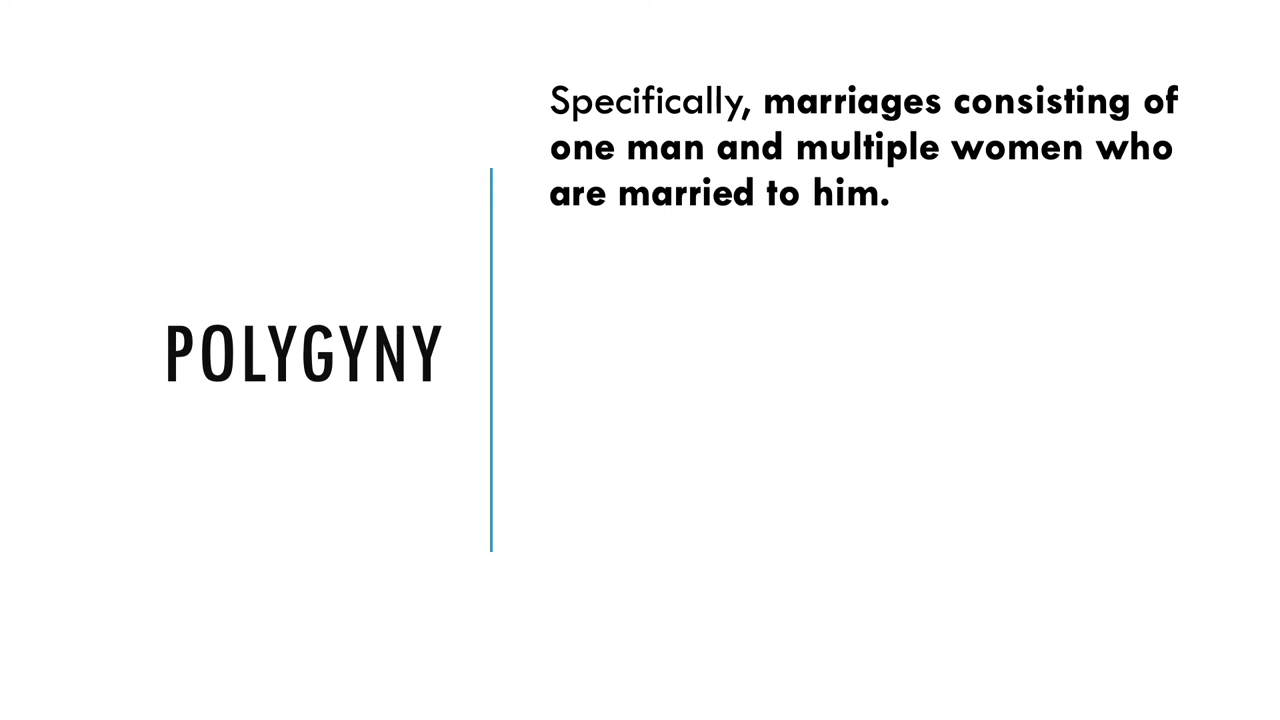 POLYGYNY
Specifically, marriages consisting of
one man and multiple women who
are married to him.